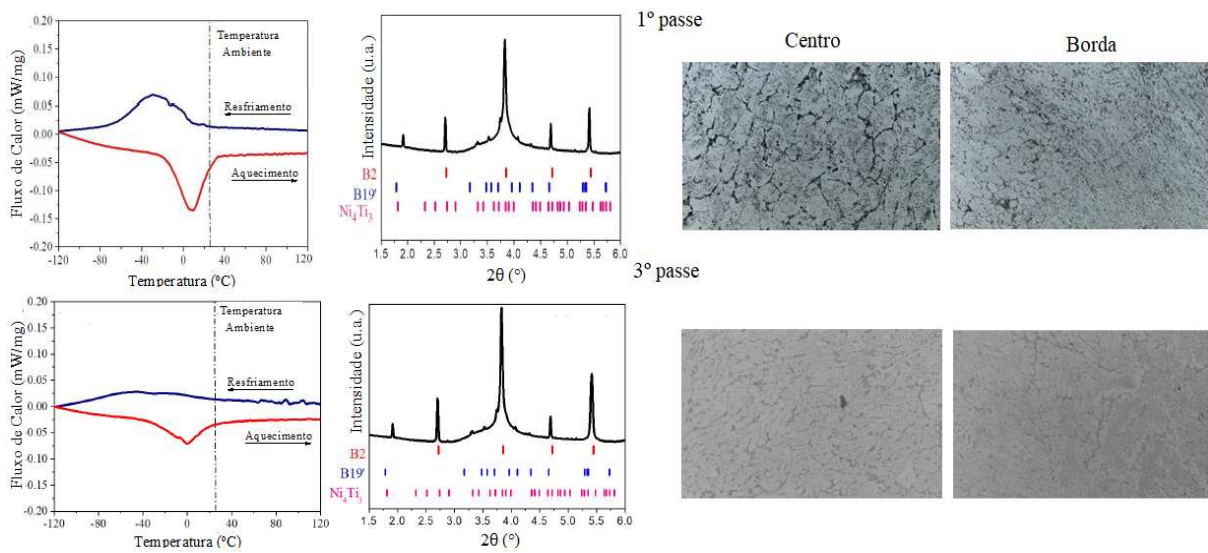 1º passe
0.20
0.15
0.10
0.05
0.00
-0.05
-0.10
-0.15
-0.20
Fluxo de Calor (mW/mg)
Temperatura
Ambiente
Resfriamento
Aquecimento
-120 -80 -40 0 40 80 120
Temperatura (ºC)
Intensidade (u.a.)
B2
B19'
Ni4Ti3
1.5 2.0 2.5 3.0 3.5 4.0 4.5 5.0 5.5 6.0
2θ (°)
Centro
Borda
3º passe
0.20
0.15
0.10
0.05
0.00
-0.05
-0.10
-0.15
-0.20
Fluxo de Calor (mW/mg)
Temperatura
Ambiente
Resfriamento
Aquecimento
-120 -80 -40 0 40 80 120
Temperatura (ºC)
Intensidade (u.a.)
B2
B19'
Ni4Ti3
1.5 2.0 2.5 3.0 3.5 4.0 4.5 5.0 5.5 6.0
2θ (°)